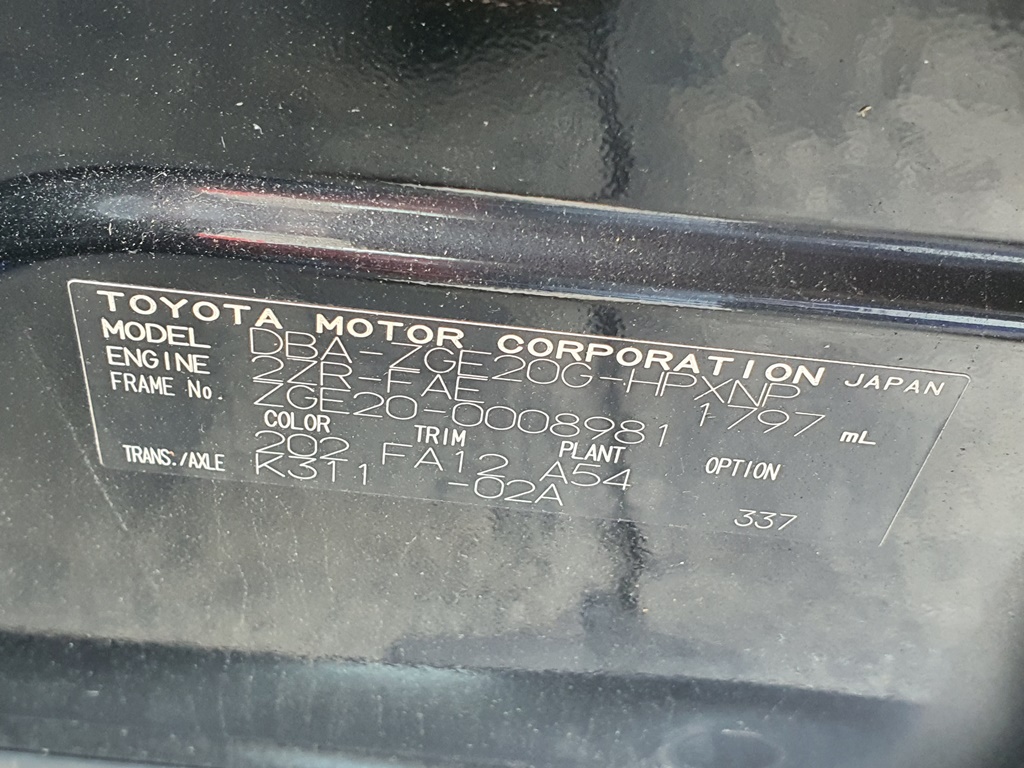 TOYOTA MOTOR CORPORATION JAPAN
MODEL DBA-ZGE20G-HPXNP
ENGINE 2ZR-FAE 1797 mL
FRAME No. ZGE20-0008981
COLOR TRIM PLANT OPTION
202 FA12 A54
TRANS./AXLE K311 -02A
337